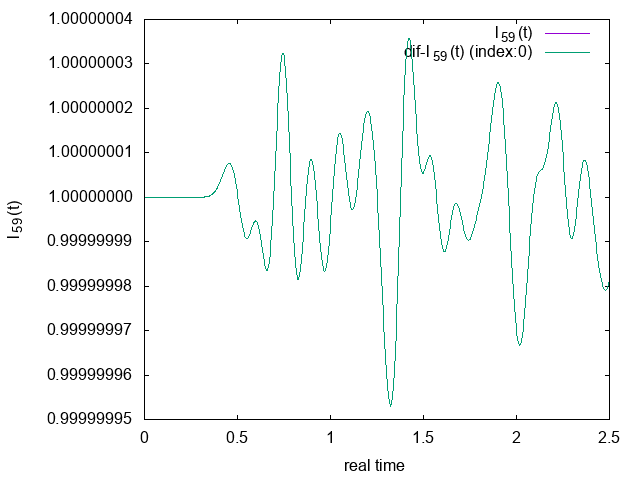 1.00000004
1.00000003
1.00000002
1.00000001
1.00000000
0.99999999
0.99999998
0.99999997
0.99999996
0.99999995
I59(t)
I59(t)
dif-I59(t) (index:0)
0 0.5 1 1.5 2 2.5
real time